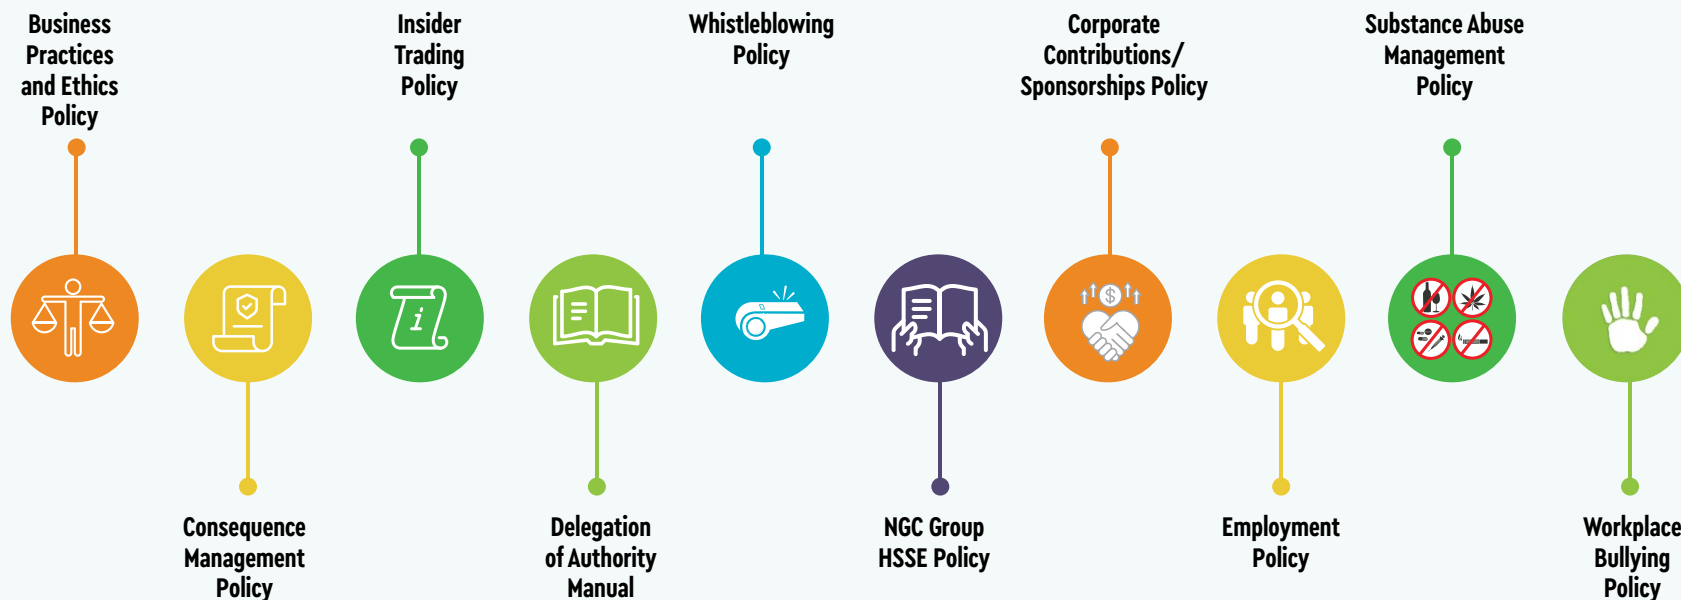 Business
Practices
and Ethics
Policy
Insider
Trading
Policy
Whistleblowing
Policy
Corporate
Contributions/
Sponsorships Policy
Substance Abuse
Management
Policy
i
$
Consequence
Management
Policy
Delegation
of Authority
Manual
NGC Group
HSSE Policy
Employment
Policy
Workplace
Bullying
Policy